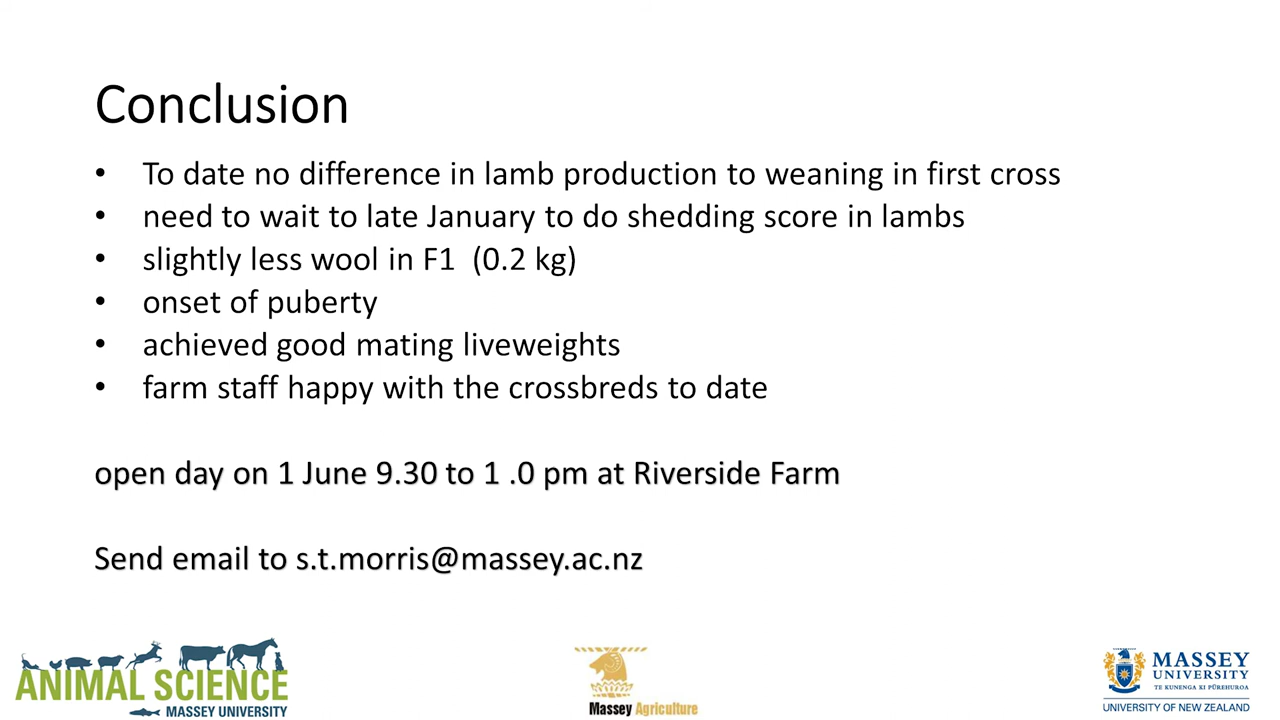 Conclusion
• To date no difference in lamb production to weaning in first cross
• need to wait to late January to do shedding score in lambs
• slightly less wool in F1 (0.2 kg)
• onset of puberty
• achieved good mating liveweights
• farm staff happy with the crossbreds to date
open day on 1 June 9.30 to 1 .0 pm at Riverside Farm
Send email to s.t.morris@massey.ac.nz
ANIMAL SCIENCE
MASSEY UNIVERSITY
Massey Agriculture
MASSEY
UNIVERSITY
TE KUNENGA KI PŪREHUROA
UNIVERSITY OF NEW ZEALAND